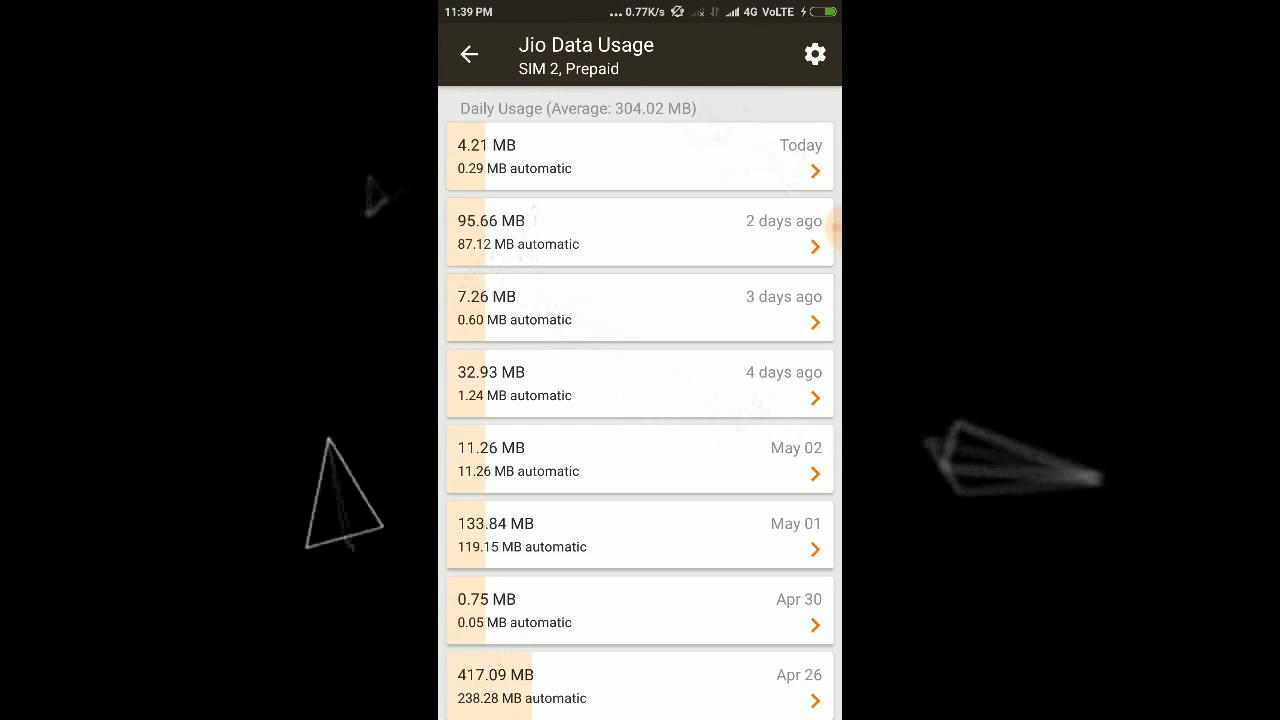 11:39 PM ... 0.77K/s 4G VoLTE
Jio Data Usage
SIM 2, Prepaid
Daily Usage (Average: 304.02 MB)
4.21 MB Today
0.29 MB automatic
95.66 MB 2 days ago
87.12 MB automatic
7.26 MB 3 days ago
0.60 MB automatic
32.93 MB 4 days ago
1.24 MB automatic
11.26 MB May 02
11.26 MB automatic
133.84 MB May 01
119.15 MB automatic
0.75 MB Apr 30
0.05 MB automatic
417.09 MB Apr 26
238.28 MB automatic